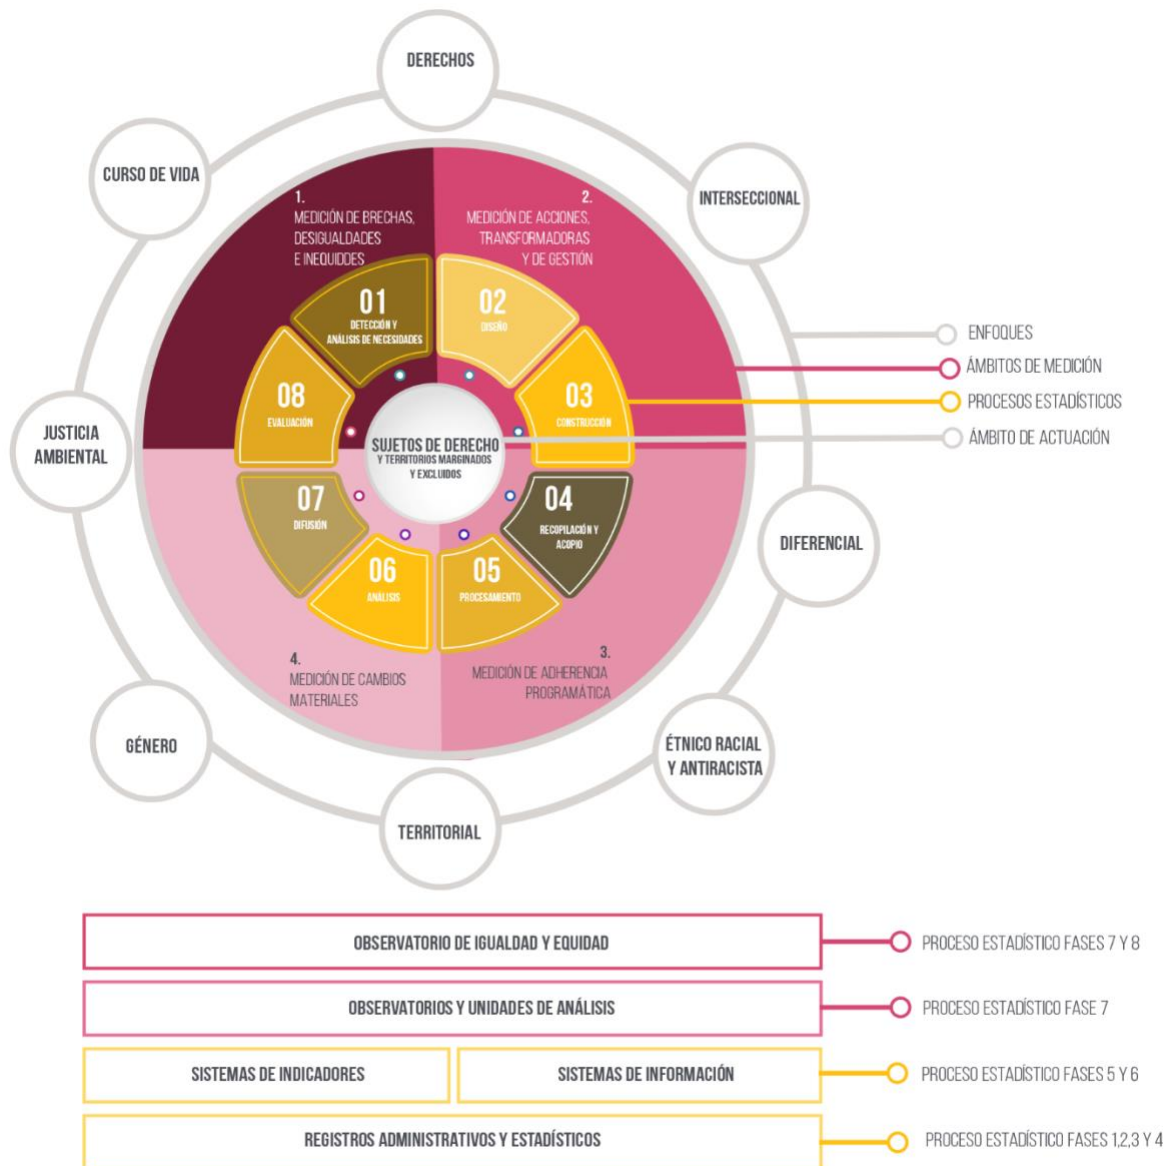 DERECHOS
CURSO DE VIDA
INTERSECCIONAL
1.
MEDICIÓN DE BRECHAS,
DESIGUALDADES
E INEQUIDDES
2.
MEDICIÓN DE ACCIONES,
TRANSFORMADORAS
Y DE GESTIÓN
01
DETECCIÓN Y
ANÁLISIS DE NECESIDADES
02
DISEÑO
ENFOQUES
ÁMBITOS DE MEDICIÓN
PROCESOS ESTADÍSTICOS
ÁMBITO DE ACTUACIÓN
08
EVALUACIÓN
03
CONSTRUCCIÓN
JUSTICIA
AMBIENTAL
SUJETOS DE DERECHO
Y TERRITORIOS MARGINADOS
Y EXCLUIDOS
07
DIFUSIÓN
04
RECOPILACIÓN Y
ACOPIO
DIFERENCIAL
06
ANÁLISIS
05
PROCESAMIENTO
4.
MEDICIÓN DE CAMBIOS
MATERIALES
3.
MEDICIÓN DE ADHERENCIA
PROGRAMÁTICA
GÉNERO
ÉTNICO RACIAL
Y ANTIRACISTA
TERRITORIAL
OBSERVATORIO DE IGUALDAD Y EQUIDAD
PROCESO ESTADÍSTICO FASES 7 Y 8
OBSERVATORIOS Y UNIDADES DE ANÁLISIS
PROCESO ESTADÍSTICO FASE 7
SISTEMAS DE INDICADORES
SISTEMAS DE INFORMACIÓN
PROCESO ESTADÍSTICO FASES 5 Y 6
REGISTROS ADMINISTRATIVOS Y ESTADÍSTICOS
PROCESO ESTADÍSTICO FASES 1,2,3 Y 4